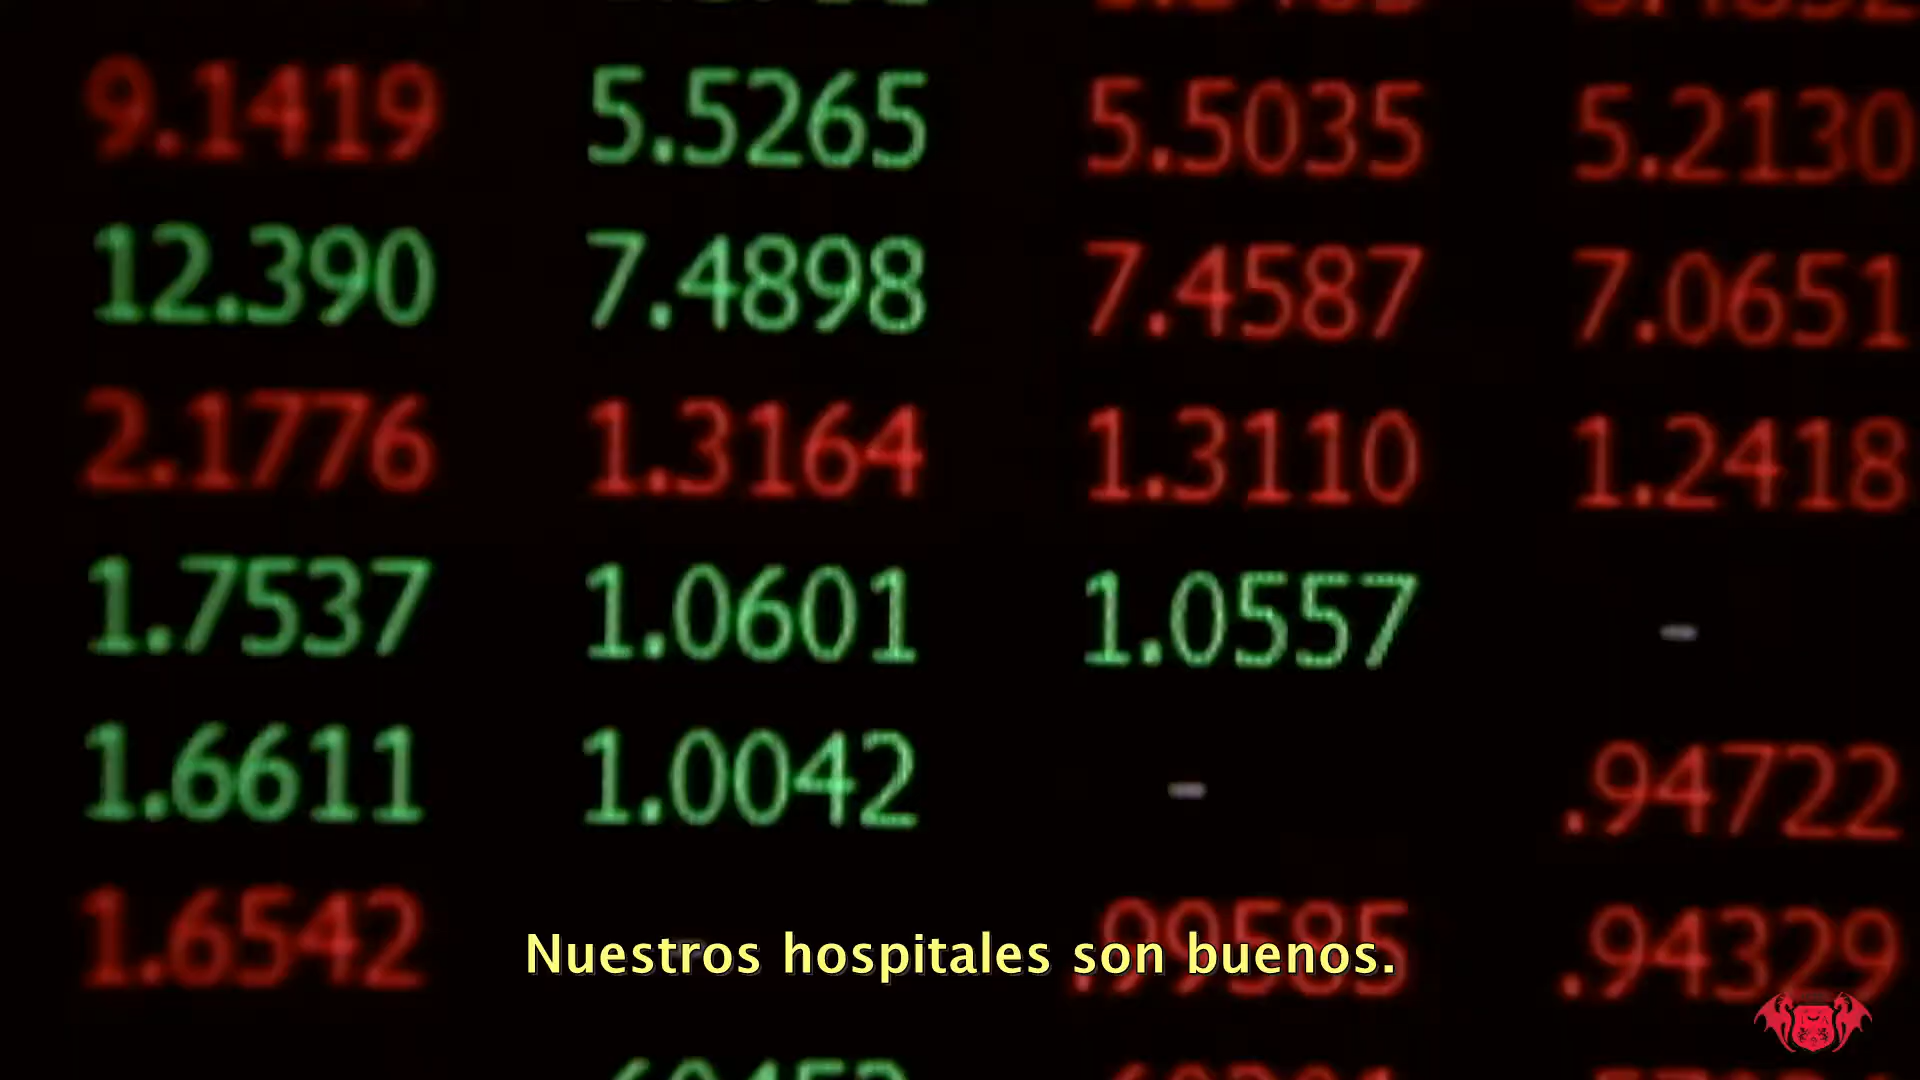 9.1419 5.5265 5.5035 5.2130
12.390 7.4898 7.4587 7.0651
2.1776 1.3164 1.3110 1.2418
1.7537 1.0601 1.0557 -
1.6611 1.0042 - .94722
1.6542 - .99585 .94329
Nuestros hospitales son buenos.